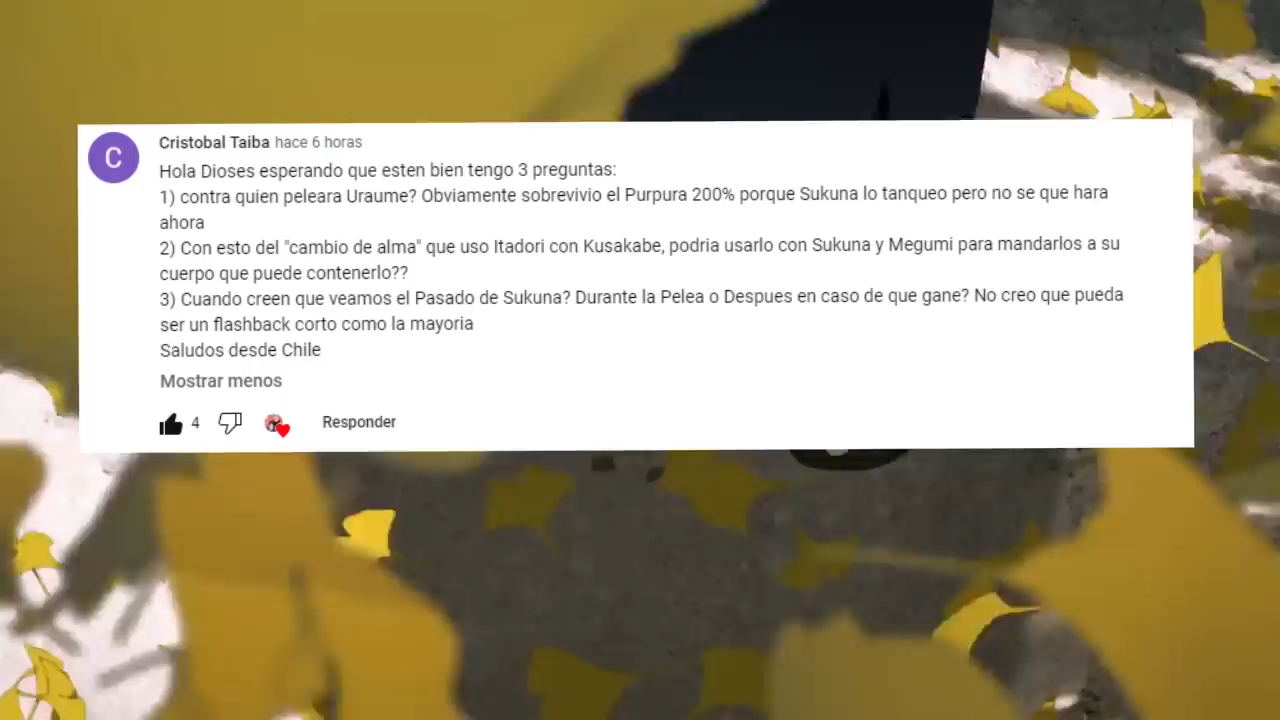 C
Cristobal Taiba hace 6 horas
Hola Dioses esperando que esten bien tengo 3 preguntas:
1) contra quien peleara Uraume? Obviamente sobrevivio el Purpura 200% porque Sukuna lo tanqueo pero no se que hara
ahora
2) Con esto del "cambio de alma" que uso Itadori con Kusakabe, podria usarlo con Sukuna y Megumi para mandarlos a su
cuerpo que puede contenerlo??
3) Cuando creen que veamos el Pasado de Sukuna? Durante la Pelea o Despues en caso de que gane? No creo que pueda
ser un flashback corto como la mayoria
Saludos desde Chile
Mostrar menos
4
Responder